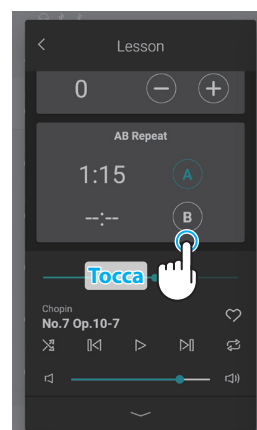 Lesson
0
AB Repeat
1:15 A
--:-- B
Tocca
Chopin
No.7 Op.10-7